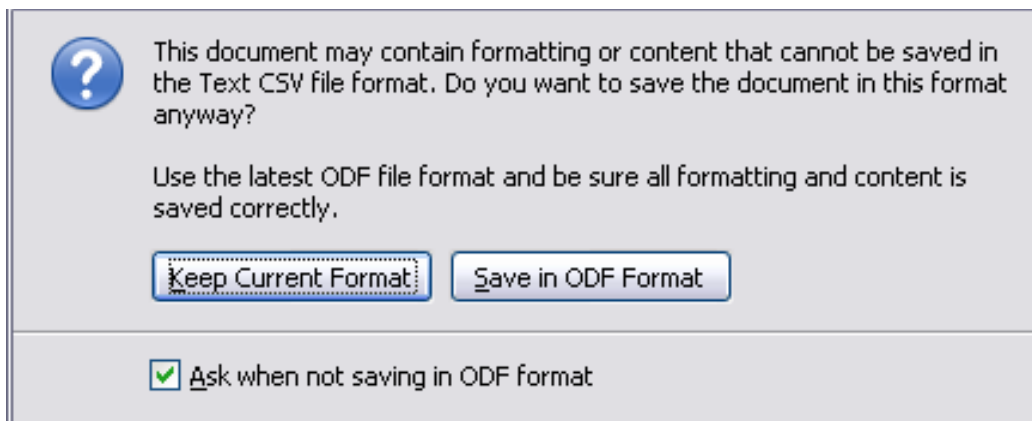 This document may contain formatting or content that cannot be saved in
the Text CSV file format. Do you want to save the document in this format
anyway?
Use the latest ODF file format and be sure all formatting and content is
saved correctly.
Keep Current Format
Save in ODF Format
Ask when not saving in ODF format